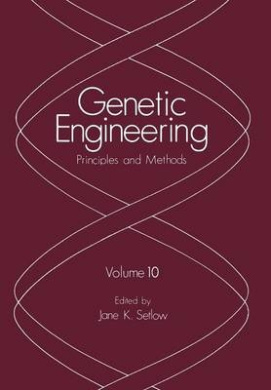 Genetic
Engineering
Principles and Methods
Volume 10
Edited by
Jane K. Setlow